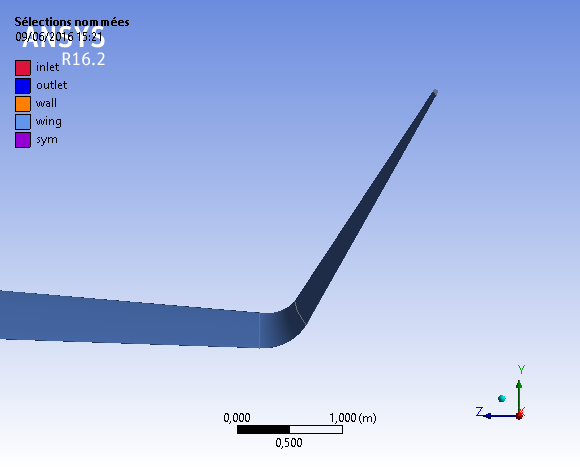 Sélections nommées
09/06/2016 15:21
ANSYS
R16.2
inlet
outlet
wall
wing
sym
Y
Z
X
0,000
1,000 (m)
0,500